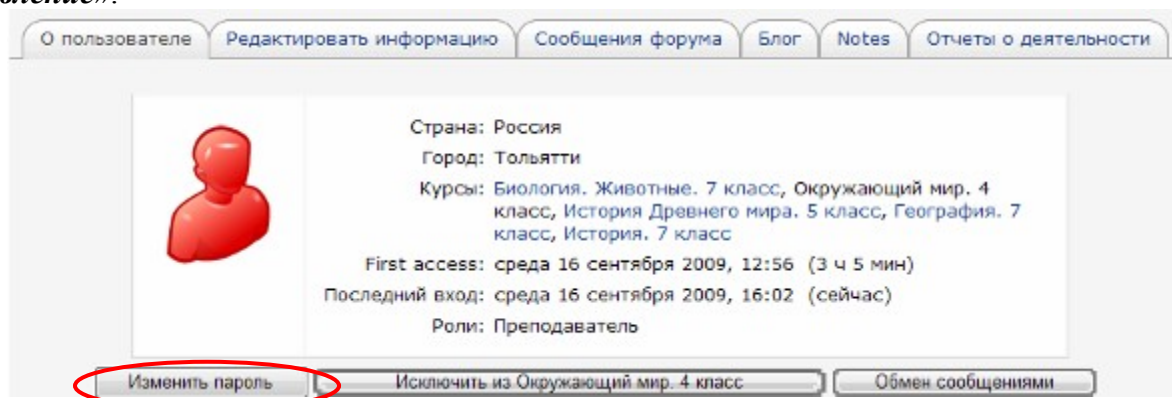 О пользователе Редактировать информацию Сообщения форума Блог Notes Отчеты о деятельности
Страна: Россия
Город: Тольятти
Курсы: Биология. Животные. 7 класс, Окружающий мир. 4
класс, История Древнего мира. 5 класс, География. 7
класс, История. 7 класс
First access: среда 16 сентября 2009, 12:56 (3 ч 5 мин)
Последний вход: среда 16 сентября 2009, 16:02 (сейчас)
Роли: Преподаватель
Изменить пароль Исключить из Окружающий мир. 4 класс Обмен сообщениями